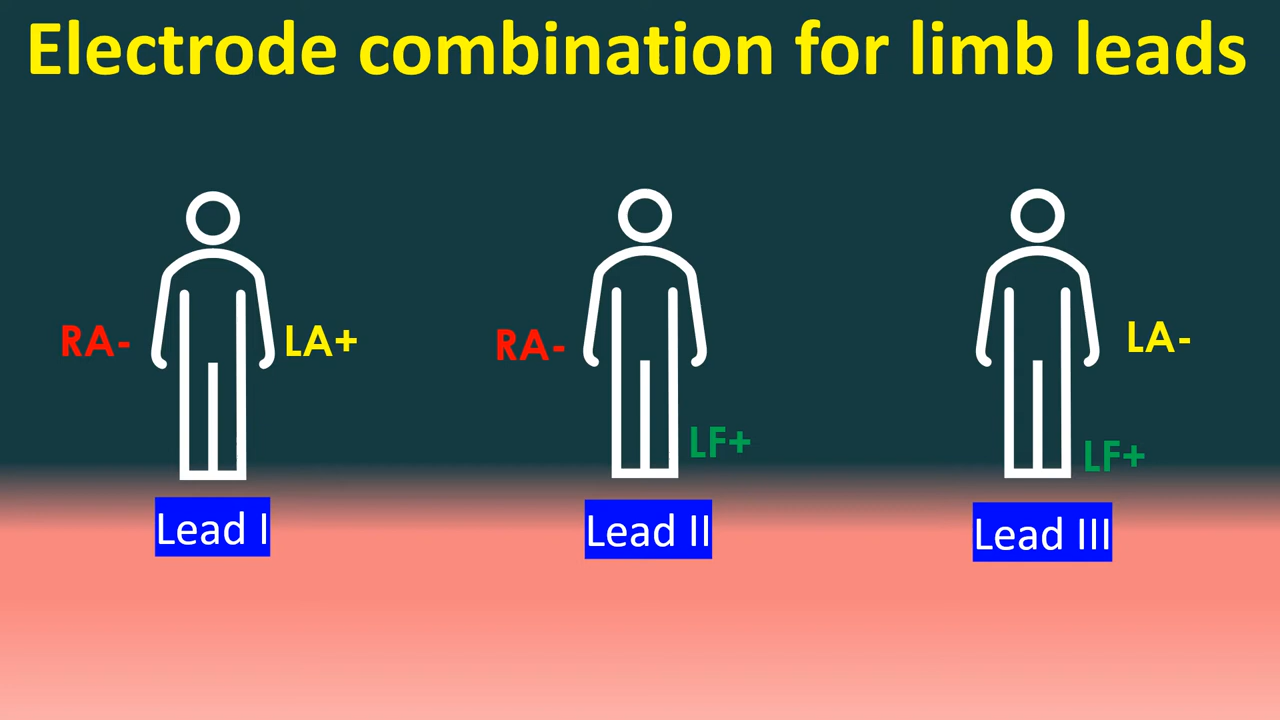 Electrode combination for limb leads
RA- LA+
Lead I
RA-
LF+
Lead II
LA-
LF+
Lead III